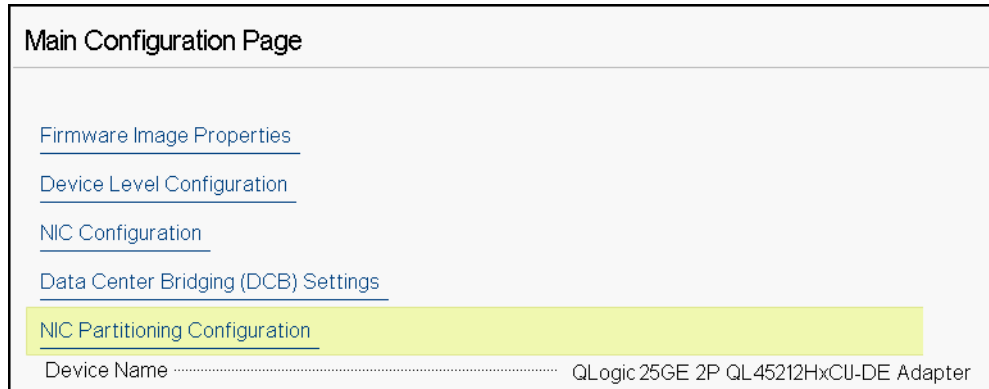 Main Configuration Page
Firmware Image Properties
Device Level Configuration
NIC Configuration
Data Center Bridging (DCB) Settings
NIC Partitioning Configuration
Device Name QLogic 25GE 2P QL45212HxCU-DE Adapter